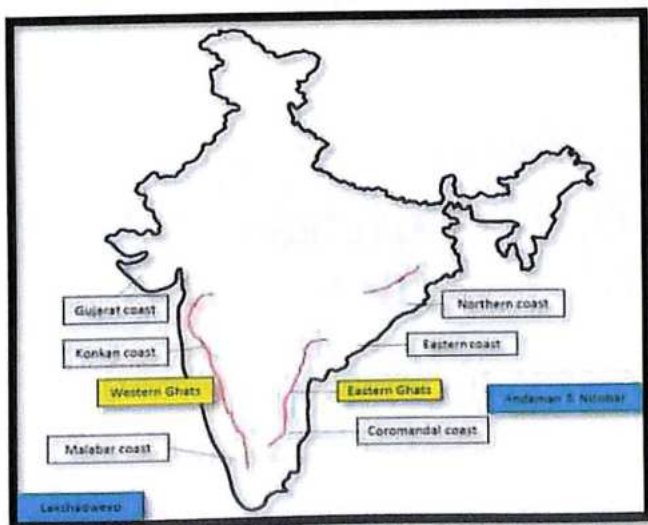 Gujarat coast
Northern coast
Konkan coast
Eastern coast
Western Ghats
Eastern Ghats
Andaman & Nicobar
Coromandal coast
Malabar coast
Lakshadweep